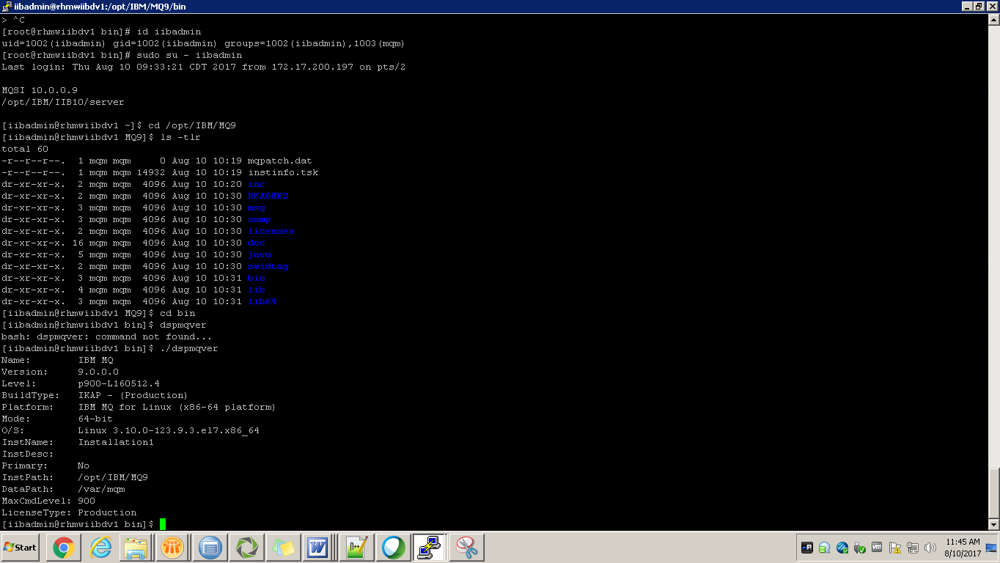 iibadmin@rhmwiibdv1:/opt/IBM/MQ9/bin
> ^C
[root@rhmwiibdv1 bin]# id iibadmin
uid=1002(iibadmin) gid=1002(iibadmin) groups=1002(iibadmin),1003(mqm)
[root@rhmwiibdv1 bin]# sudo su - iibadmin
Last login: Thu Aug 10 09:33:21 CDT 2017 from 172.17.200.197 on pts/2
MQSI 10.0.0.9
/opt/IBM/IIB10/server
[iibadmin@rhmwiibdv1 ~]$ cd /opt/IBM/MQ9
[iibadmin@rhmwiibdv1 MQ9]$ ls -tlr
total 60
-r--r--r--. 1 mqm mqm 0 Aug 10 10:19 mqpatch.dat
-r--r--r--. 1 mqm mqm 14932 Aug 10 10:19 instinfo.tsk
dr-xr-xr-x. 2 mqm mqm 4096 Aug 10 10:20 inc
dr-xr-xr-x. 2 mqm mqm 4096 Aug 10 10:30 READMES
dr-xr-xr-x. 3 mqm mqm 4096 Aug 10 10:30 msg
dr-xr-xr-x. 3 mqm mqm 4096 Aug 10 10:30 samp
dr-xr-xr-x. 2 mqm mqm 4096 Aug 10 10:30 licenses
dr-xr-xr-x. 16 mqm mqm 4096 Aug 10 10:30 doc
dr-xr-xr-x. 5 mqm mqm 4096 Aug 10 10:30 java
dr-xr-xr-x. 2 mqm mqm 4096 Aug 10 10:30 swidtag
dr-xr-xr-x. 3 mqm mqm 4096 Aug 10 10:31 bin
dr-xr-xr-x. 4 mqm mqm 4096 Aug 10 10:31 lib
dr-xr-xr-x. 3 mqm mqm 4096 Aug 10 10:31 lib64
[iibadmin@rhmwiibdv1 MQ9]$ cd bin
[iibadmin@rhmwiibdv1 bin]$ dspmqver
bash: dspmqver: command not found...
[iibadmin@rhmwiibdv1 bin]$ ./dspmqver
Name: IBM MQ
Version: 9.0.0.0
Level: p900-L160512.4
BuildType: IKAP - (Production)
Platform: IBM MQ for Linux (x86-64 platform)
Mode: 64-bit
O/S: Linux 3.10.0-123.9.3.el7.x86_64
InstName: Installation1
InstDesc:
Primary: No
InstPath: /opt/IBM/MQ9
DataPath: /var/mqm
MaxCmdLevel: 900
LicenseType: Production
[iibadmin@rhmwiibdv1 bin]$
Start
11:45 AM
8/10/2017